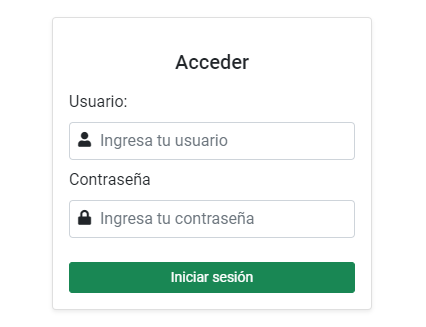 Acceder
Usuario:
Ingresa tu usuario
Contraseña
Ingresa tu contraseña
Iniciar sesión